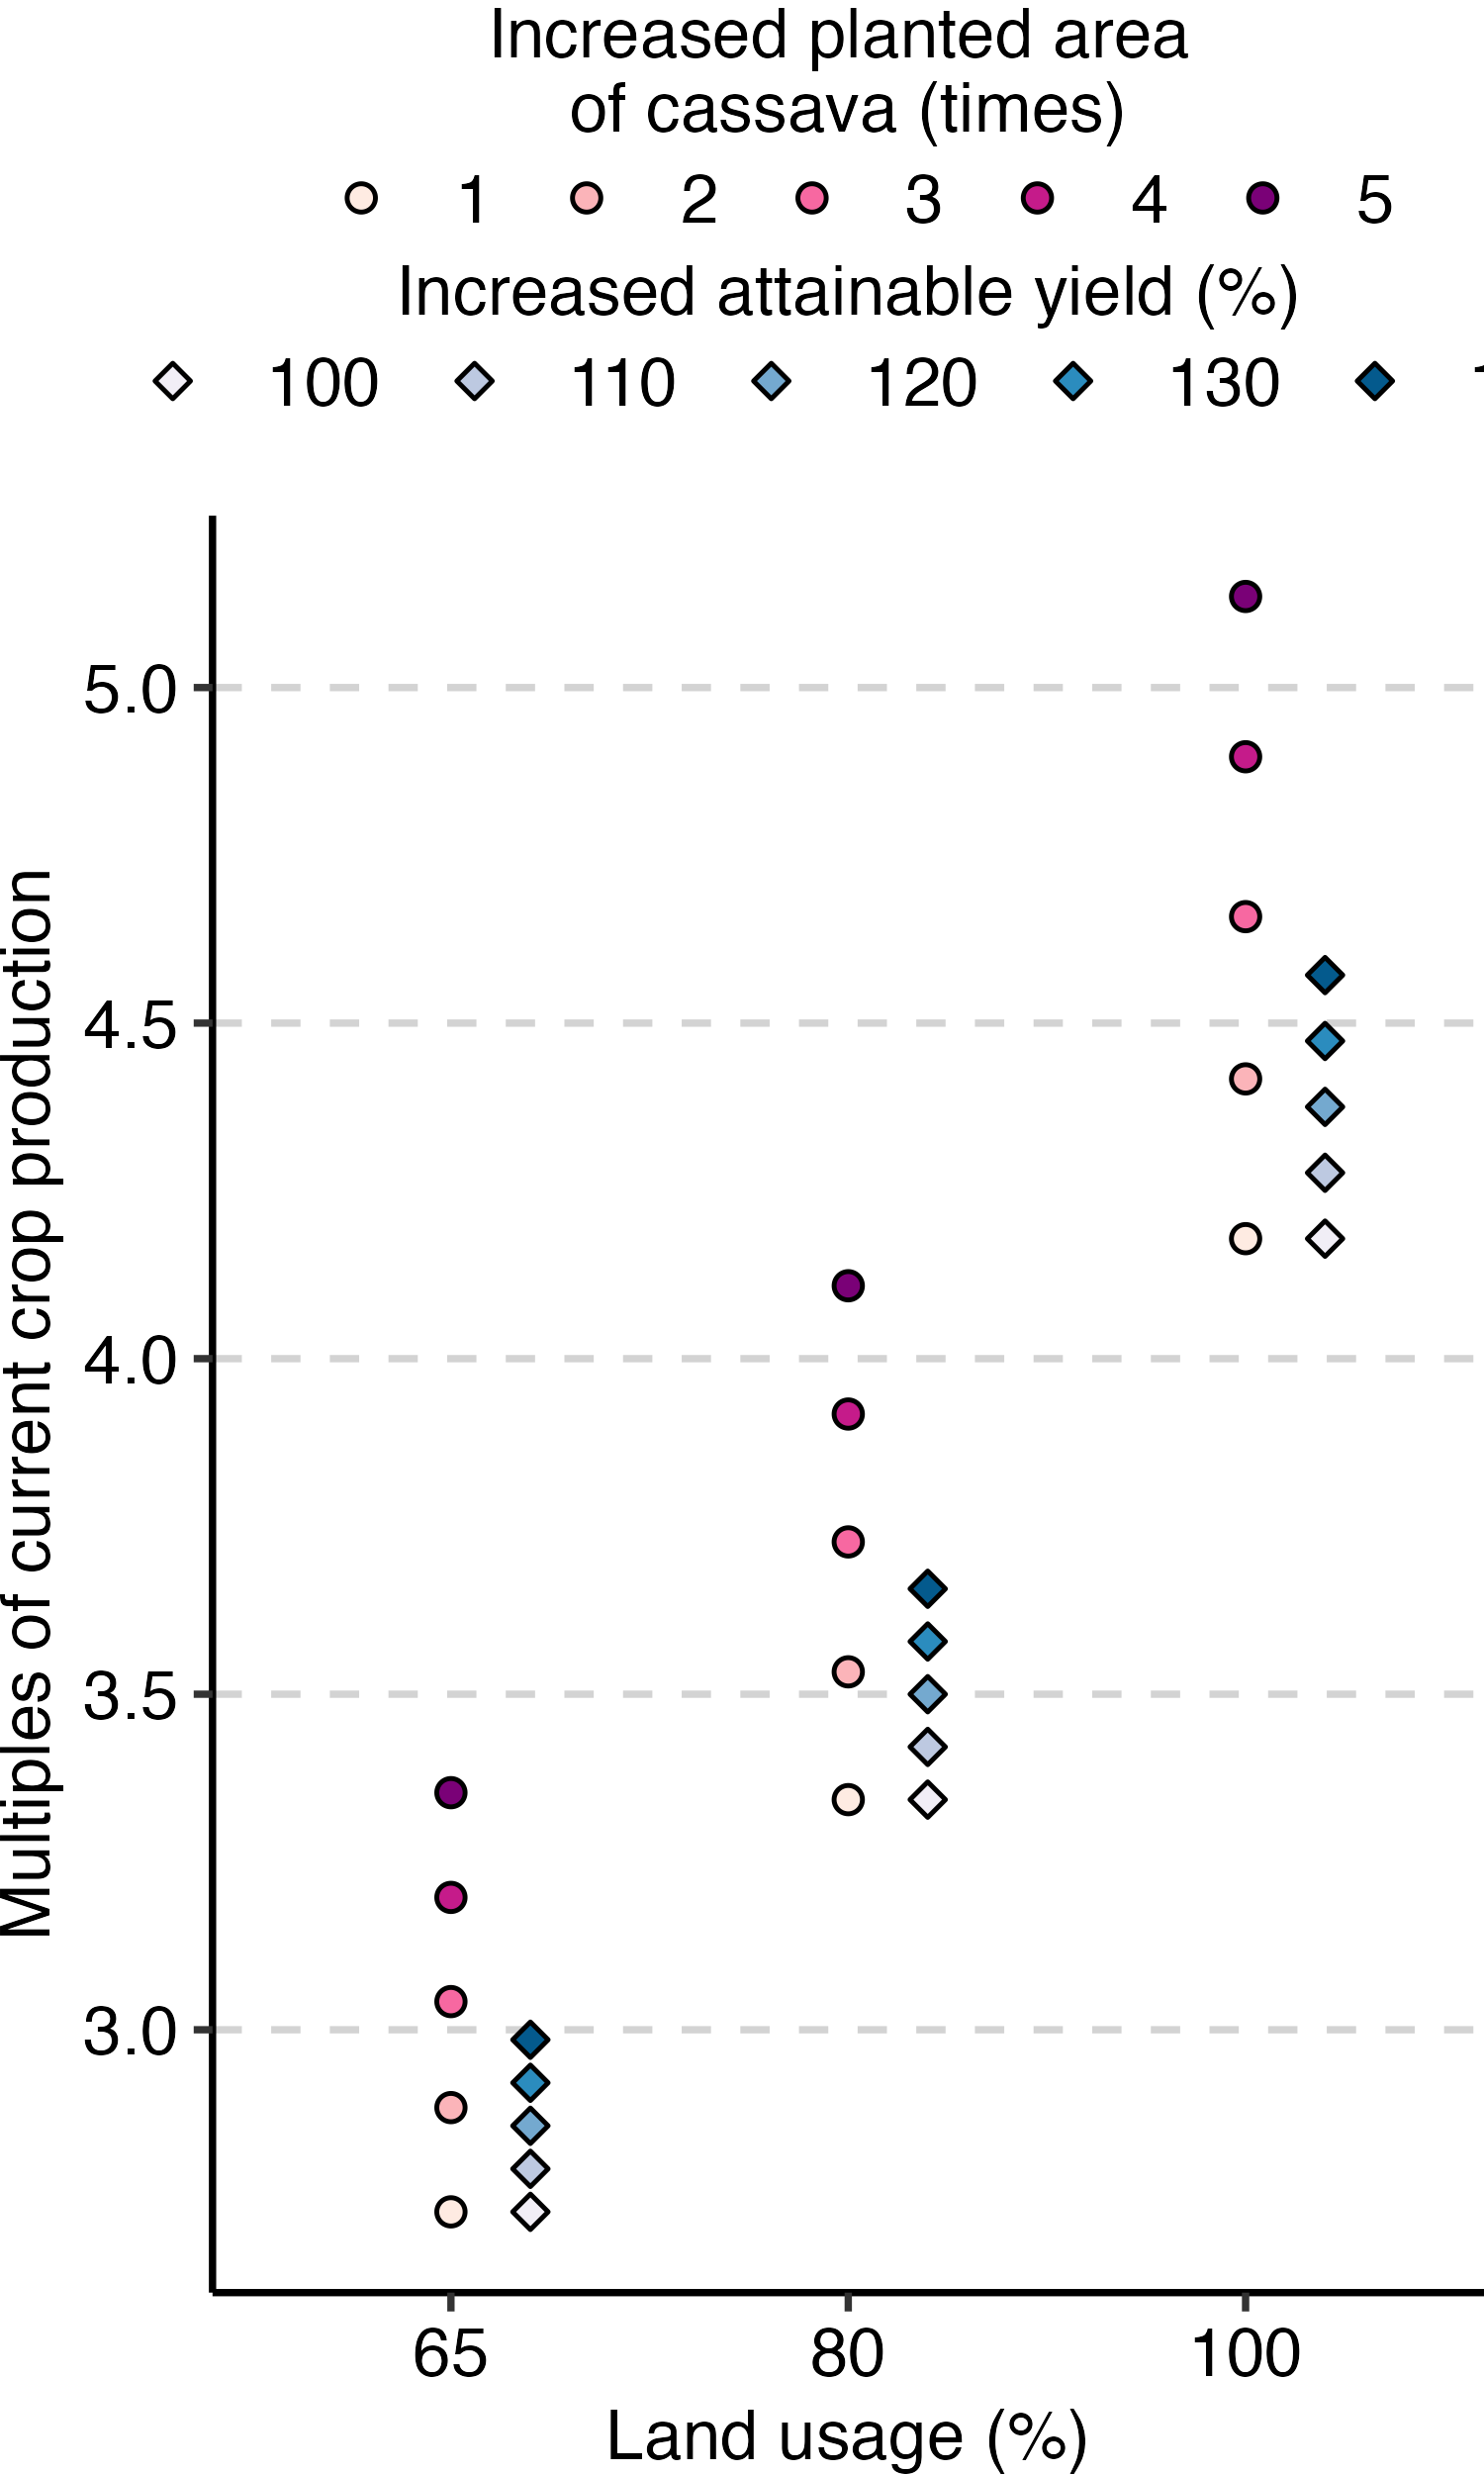 Increased planted area
of cassava (times)
1 2 3 4 5
Increased attainable yield (%)
100 110 120 130
5.0
4.5
4.0
3.5
3.0
Multiples of current crop production
65 80 100
Land usage (%)